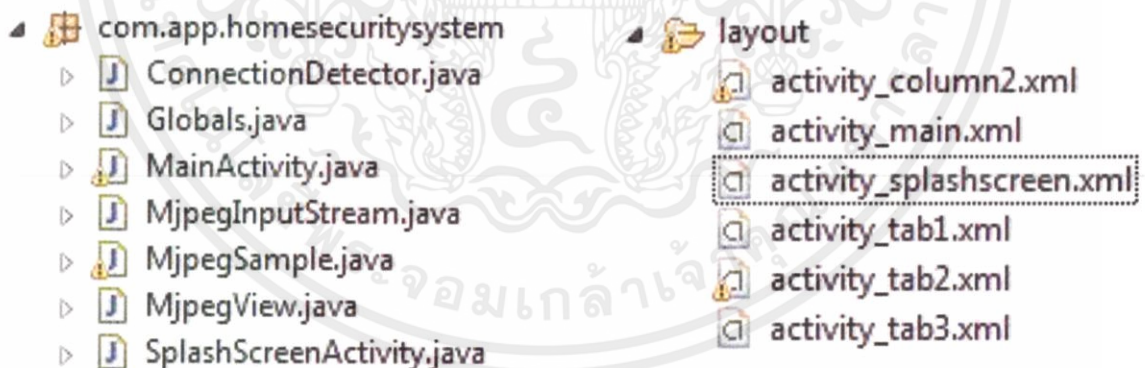 com.app.homesecuritysystem
ConnectionDetector.java
Globals.java
MainActivity.java
MjpegInputStream.java
MjpegSample.java
MjpegView.java
SplashScreenActivity.java
layout
activity_column2.xml
activity_main.xml
activity_splashscreen.xml
activity_tab1.xml
activity_tab2.xml
activity_tab3.xml